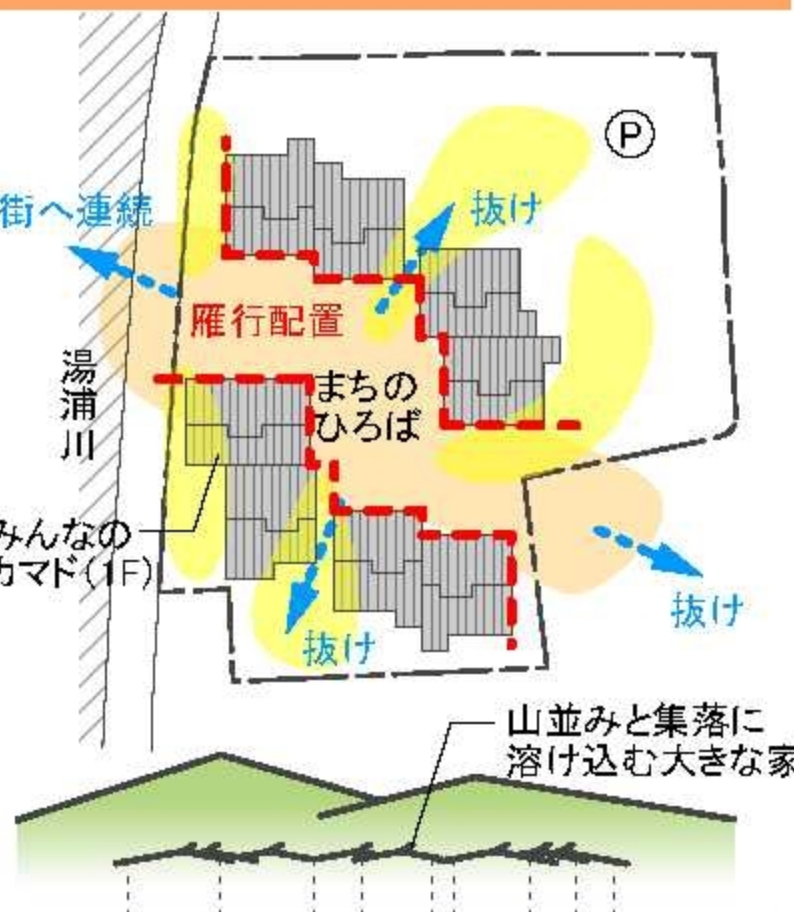 P
街へ連続
抜け
雁行配置
湯浦川
まちの
ひろば
みんなの
カマド(1F)
抜け
抜け
山並みと集落に
溶け込む大きな家